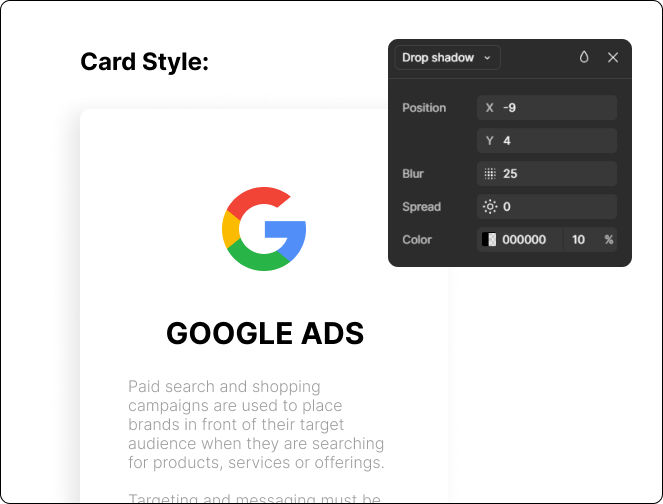 Card Style:
Drop shadow
Position
X -9
Y 4
Blur
25
Spread
0
Color
000000 10 %
GOOGLE ADS
Paid search and shopping
campaigns are used to place
brands in front of their target
audience when they are searching
for products, services or offerings.
Targeting and messaging must be